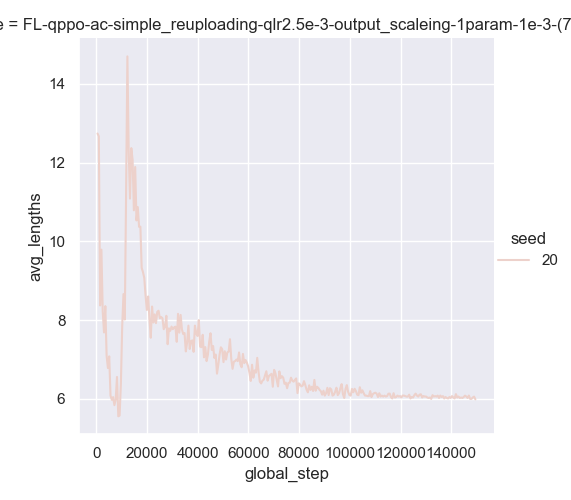 e = FL-qppo-ac-simple_reuploading-qlr2.5e-3-output_scaleing-1param-1e-3-(7
14
12
10
8
6
avg_lengths
seed
20
0 20000 40000 60000 80000 100000 120000 140000
global_step